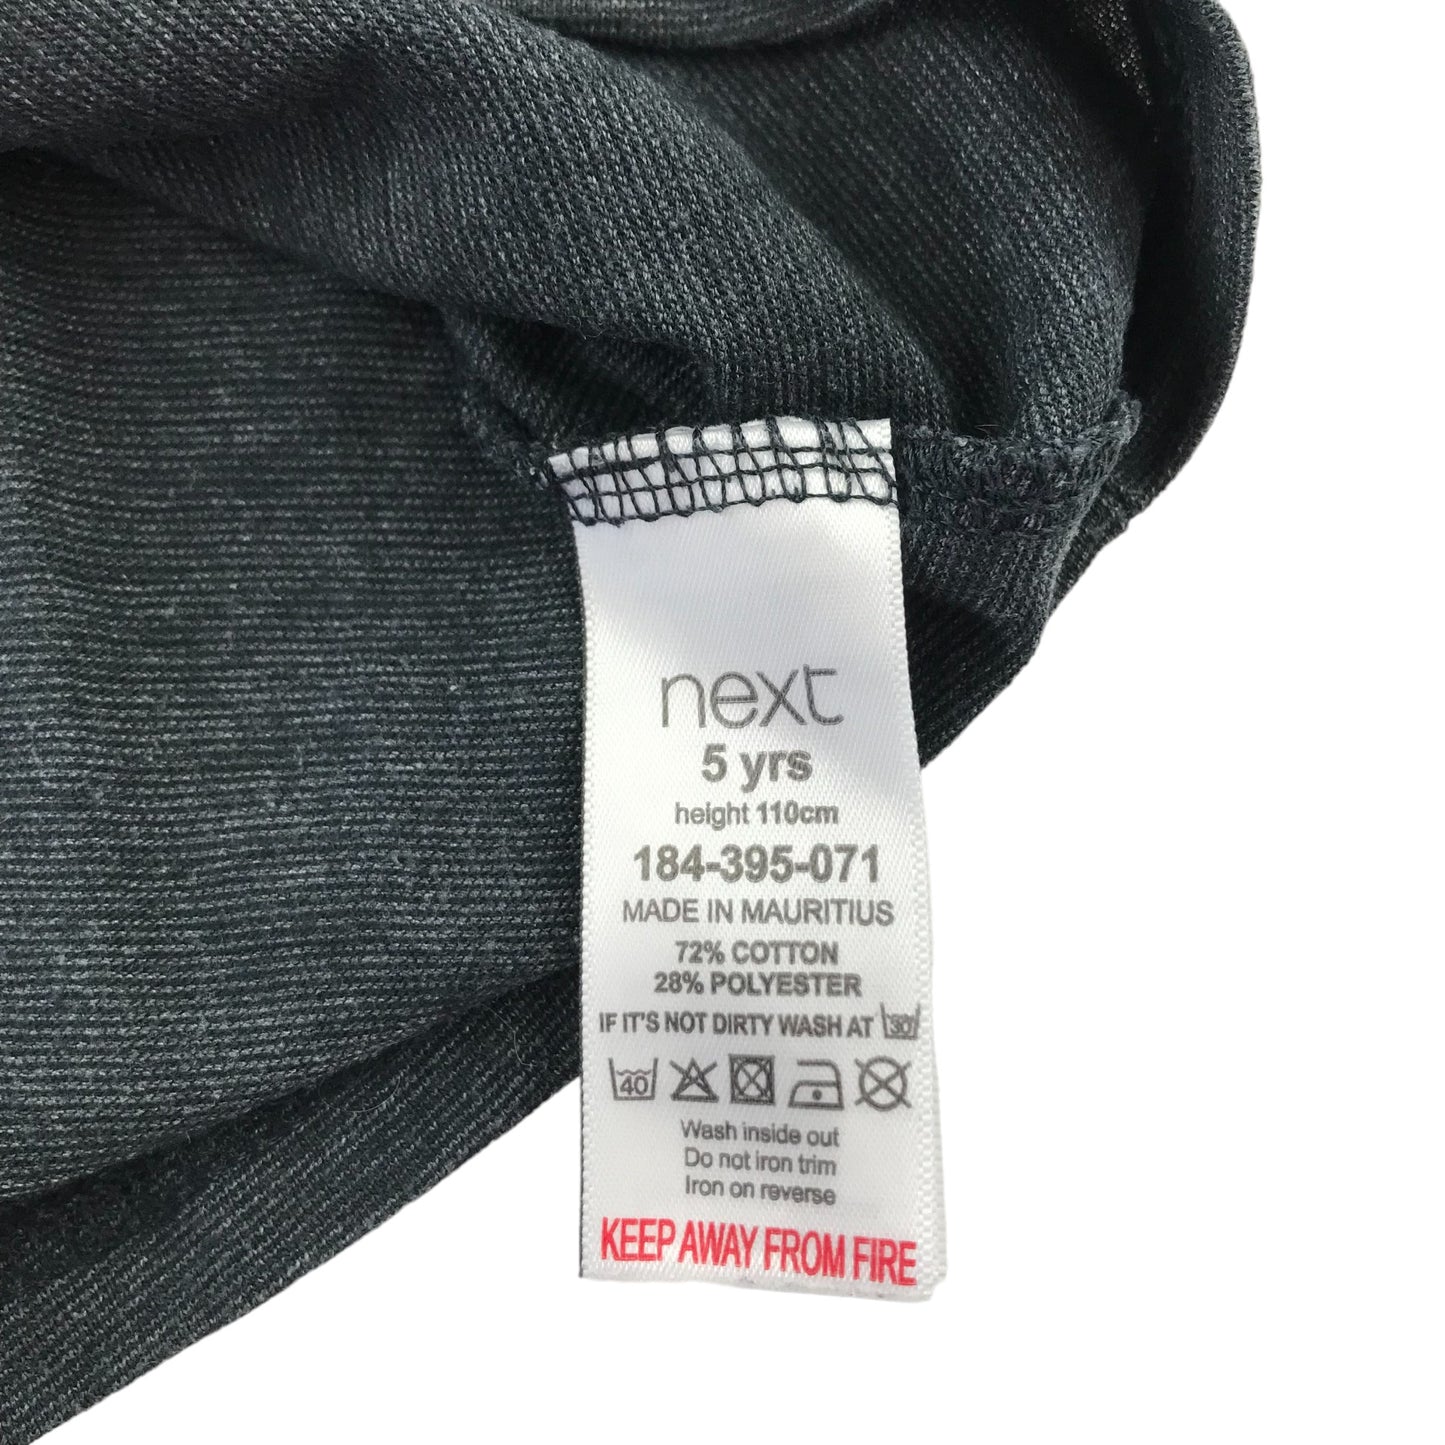 next
5 yrs
height 110cm
184-395-071
MADE IN MAURITIUS
72% COTTON
28% POLYESTER
IF IT'S NOT DIRTY WASH AT 30
40
Wash inside out
Do not iron trim
Iron on reverse
KEEP AWAY FROM FIRE